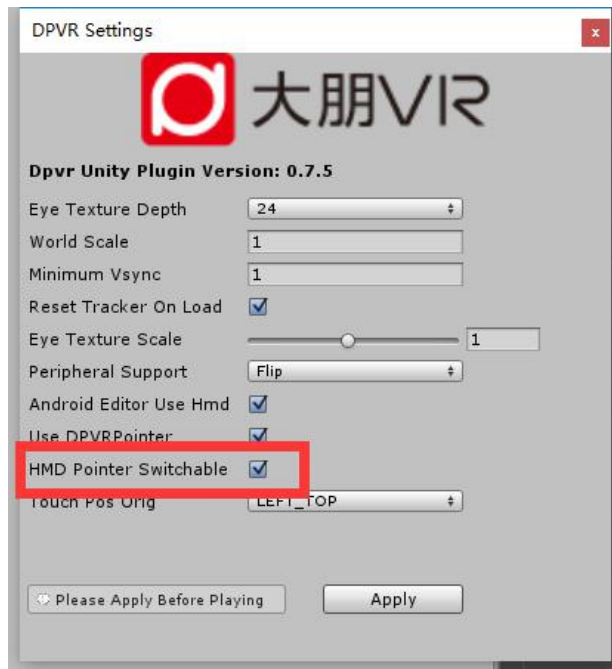 DPVR Settings
x
大朋VR
Dpvr Unity Plugin Version: 0.7.5
Eye Texture Depth 24
World Scale 1
Minimum Vsync 1
Reset Tracker On Load
Eye Texture Scale 1
Peripheral Support Flip
Android Editor Use Hmd
Use DPVRPointer
HMD Pointer Switchable
Touch Pos Orig LEFT_TOP
Please Apply Before Playing Apply